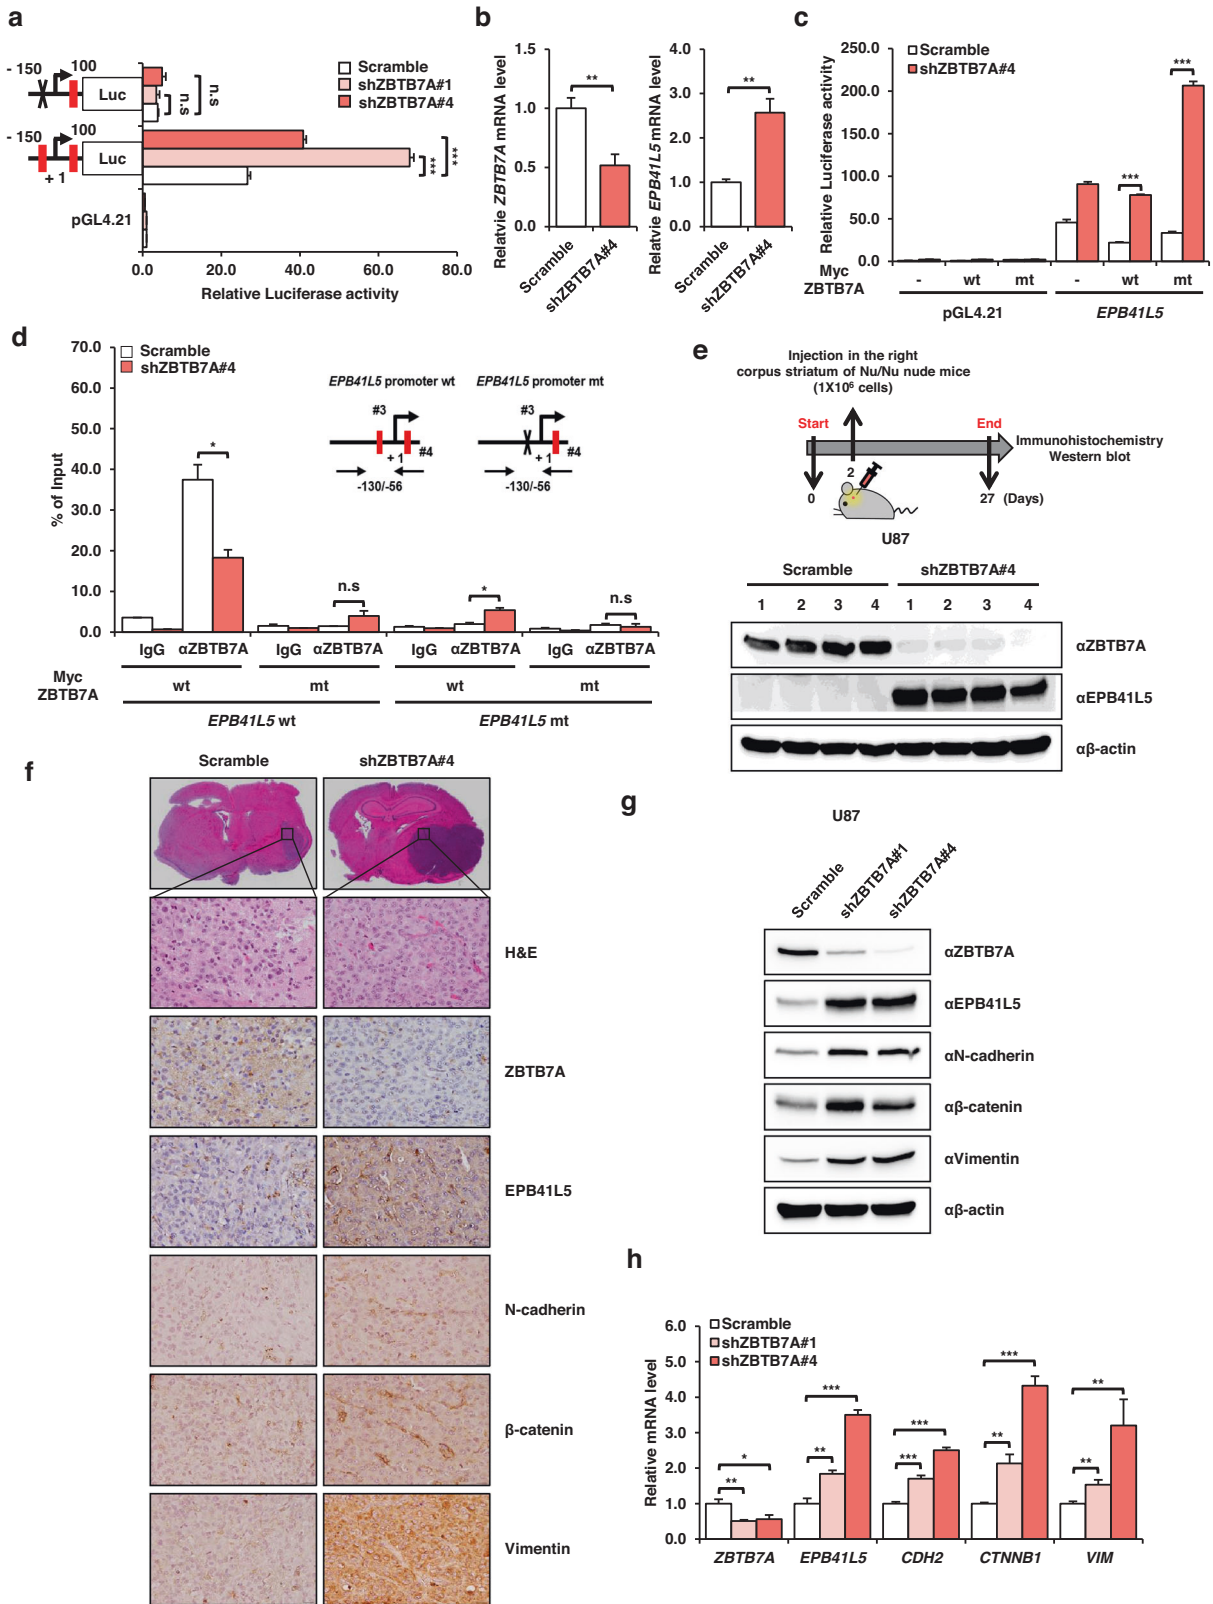 a
- 150
100
Luc
n.s
n.s
Scramble
shZBTB7A#1
shZBTB7A#4
- 150
100
Luc
+ 1
***
***
pGL4.21
0.0 20.0 40.0 60.0 80.0
Relative Luciferase activity
b
Relatvie ZBTB7A mRNA level
1.5
1.0
0.5
0.0
**
Scramble
shZBTB7A#4
Relatvie EPB41L5 mRNA level
4.0
3.0
2.0
1.0
0.0
**
Scramble
shZBTB7A#4
c
Relative Luciferase activity
250.0
200.0
150.0
100.0
50.0
0.0
Scramble
shZBTB7A#4
***
***
Myc
ZBTB7A
- wt mt - wt mt
pGL4.21 EPB41L5
d
% of Input
70.0
60.0
50.0
40.0
30.0
20.0
10.0
0.0
Scramble
shZBTB7A#4
EPB41L5 promoter wt
#3
+ 1
#4
-130/-56
EPB41L5 promoter mt
#3
+ 1
#4
-130/-56
*
n.s
*
n.s
IgG αZBTB7A IgG αZBTB7A IgG αZBTB7A IgG αZBTB7A
Myc
ZBTB7A
wt mt wt mt
EPB41L5 wt EPB41L5 mt
e
Injection in the right
corpus striatum of Nu/Nu nude mice
(1X10⁶ cells)
Start
End
Immunohistochemistry
Western blot
0
2
27 (Days)
U87
Scramble shZBTB7A#4
1 2 3 4 1 2 3 4
αZBTB7A
αEPB41L5
αβ-actin
f
Scramble shZBTB7A#4
H&E
ZBTB7A
EPB41L5
N-cadherin
β-catenin
Vimentin
g
U87
Scramble
shZBTB7A#1
shZBTB7A#4
αZBTB7A
αEPB41L5
αN-cadherin
αβ-catenin
αVimentin
αβ-actin
h
Relative mRNA level
6.0
5.0
4.0
3.0
2.0
1.0
0.0
Scramble
shZBTB7A#1
shZBTB7A#4
**
*
**
***
***
***
**
***
**
**
ZBTB7A EPB41L5 CDH2 CTNNB1 VIM